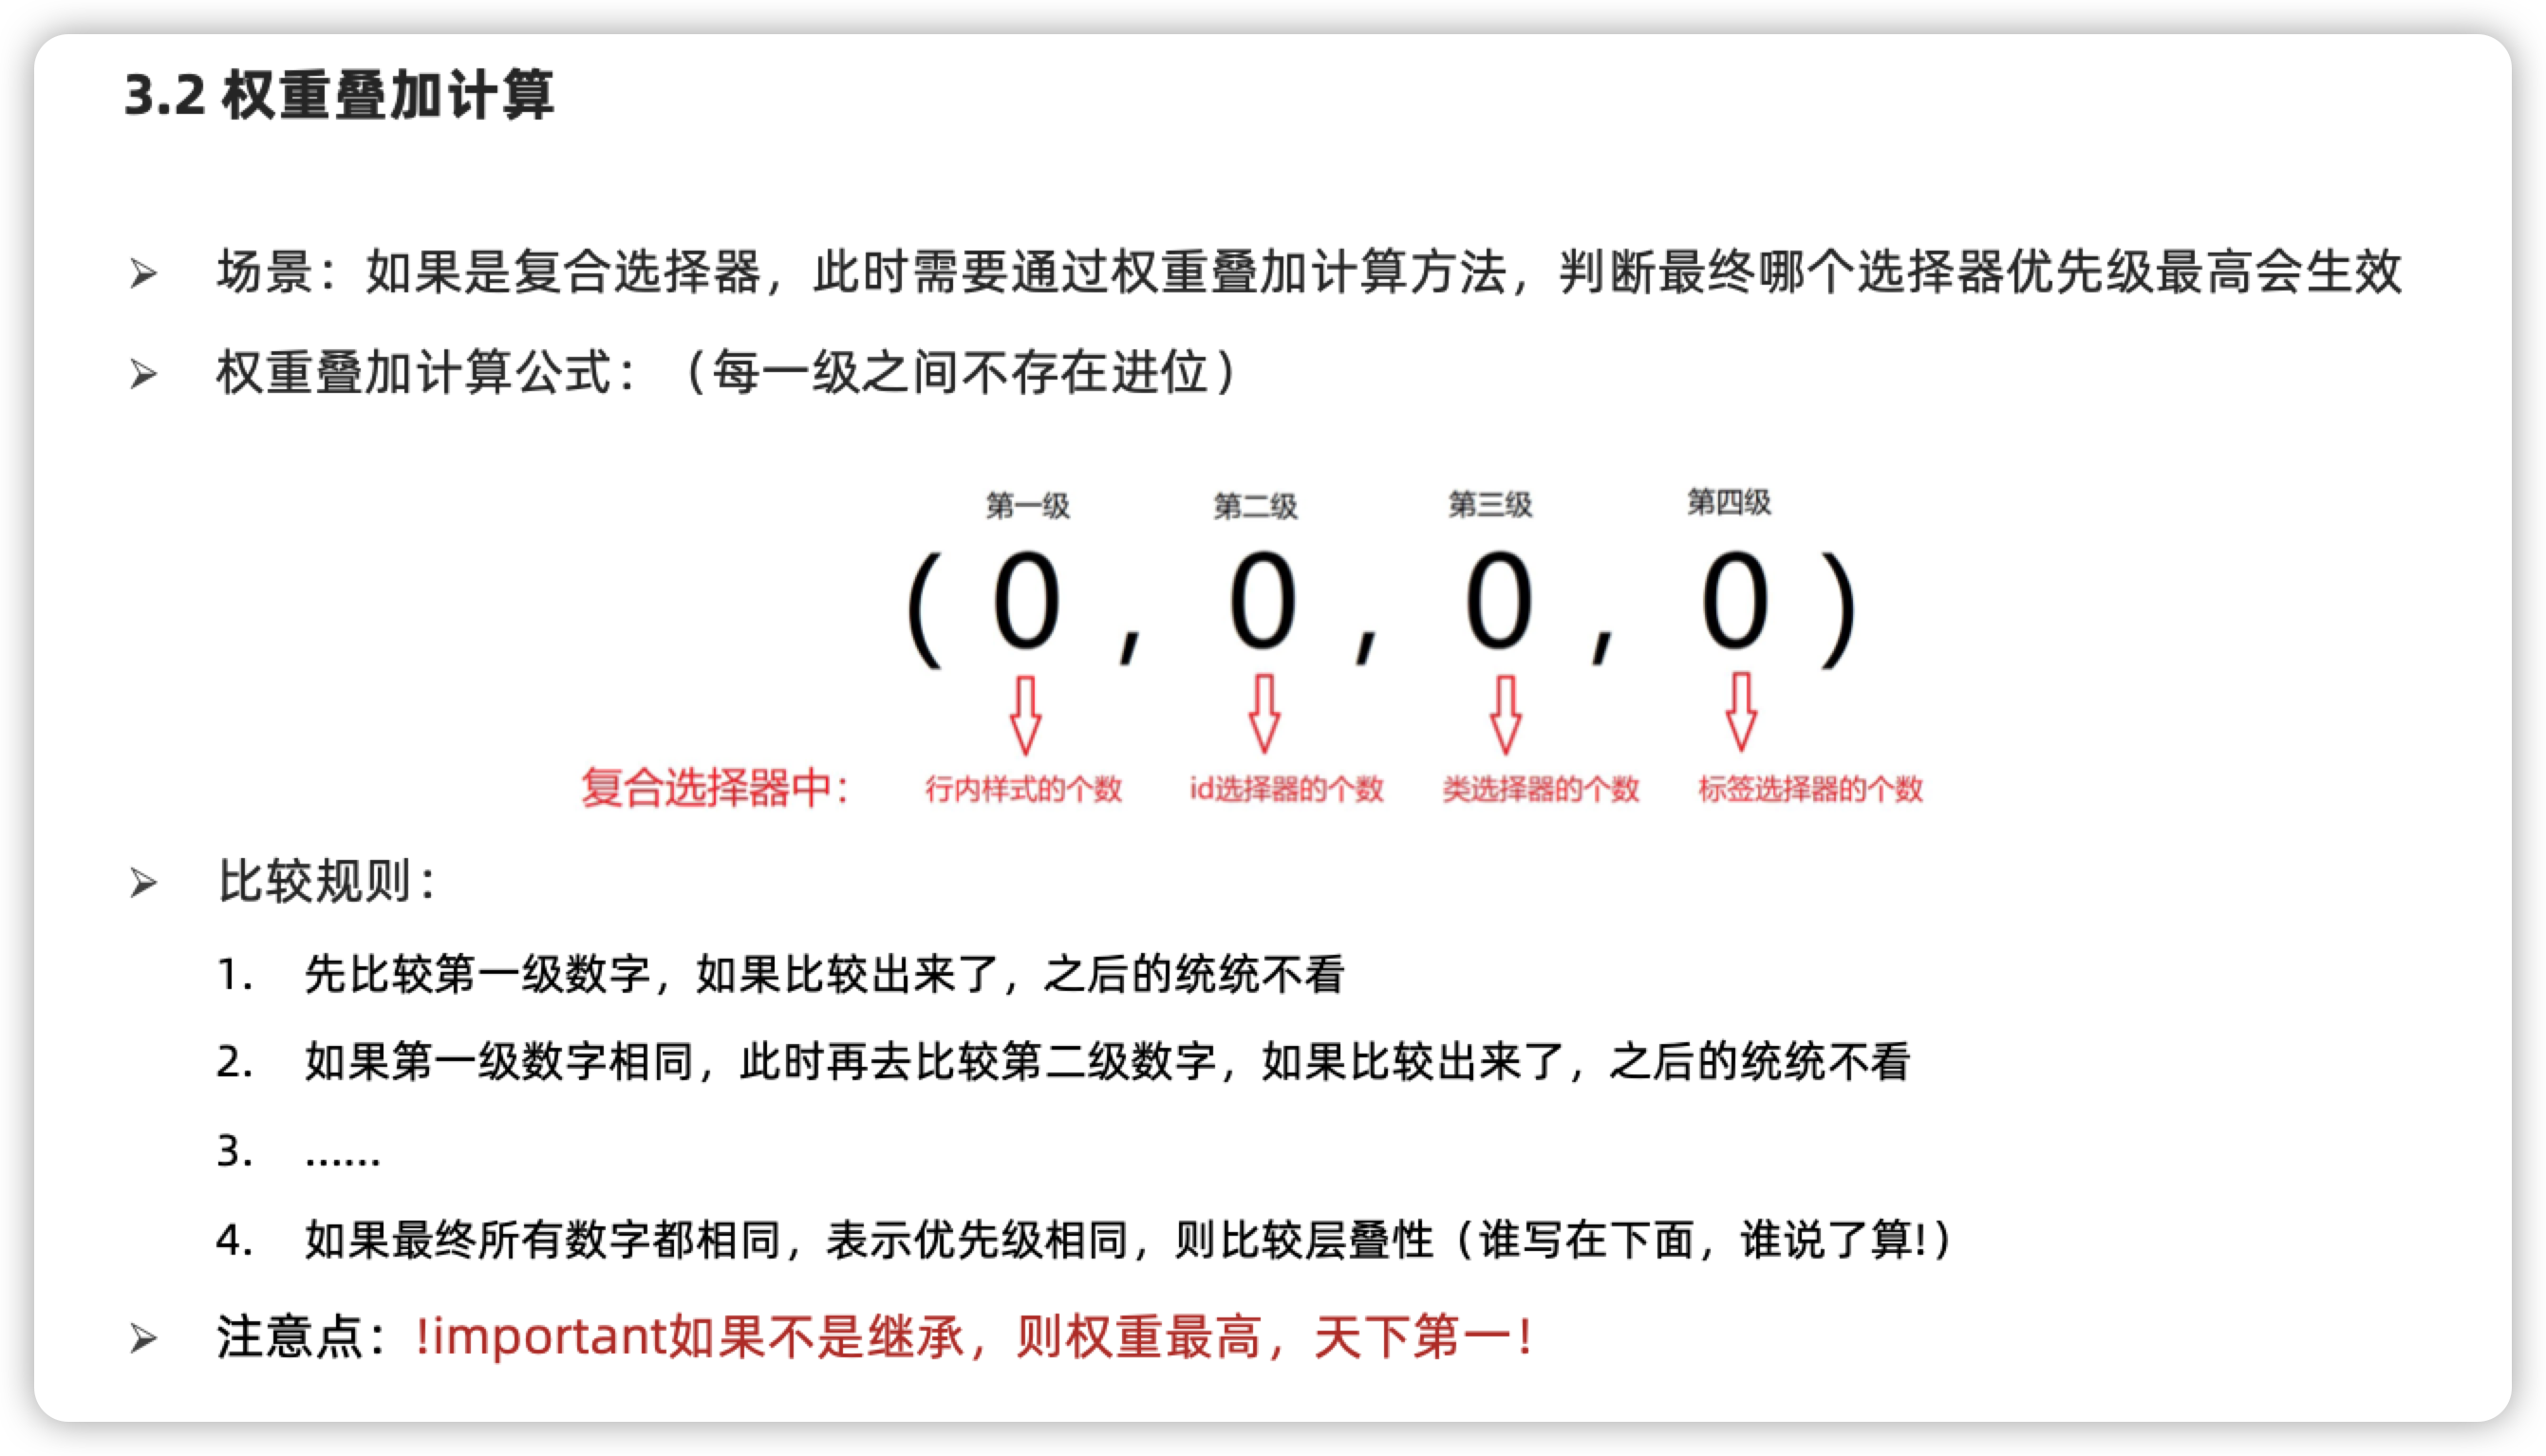 3.2 权重叠加计算
➢ 场景：如果是复合选择器，此时需要通过权重叠加计算方法，判断最终哪个选择器优先级最高会生效
➢ 权重叠加计算公式：（每一级之间不存在进位）
第一级 第二级 第三级 第四级
( 0 , 0 , 0 , 0 )
复合选择器中： 行内样式的个数 id选择器的个数 类选择器的个数 标签选择器的个数
➢ 比较规则：
1. 先比较第一级数字，如果比较出来了，之后的统统不看
2. 如果第一级数字相同，此时再去比较第二级数字，如果比较出来了，之后的统统不看
3. ……
4. 如果最终所有数字都相同，表示优先级相同，则比较层叠性（谁写在下面，谁说了算!）
➢ 注意点：!important如果不是继承，则权重最高，天下第一！